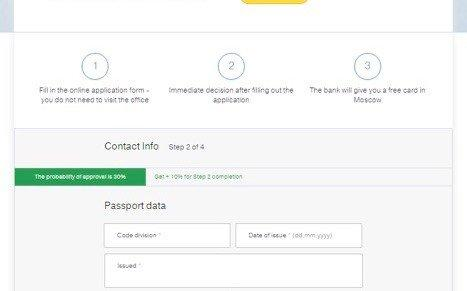 1
2
3
Fill in the online application form –
you do not need to visit the office
Immediate decision after filling out the
application
The bank will give you a free card in
Moscow
Contact Info Step 2 of 4
The probability of approval is 30% Get + 10% for Step 2 completion
Passport data
Code division *
Date of issue * (dd,mm,yyyy)
Issued *